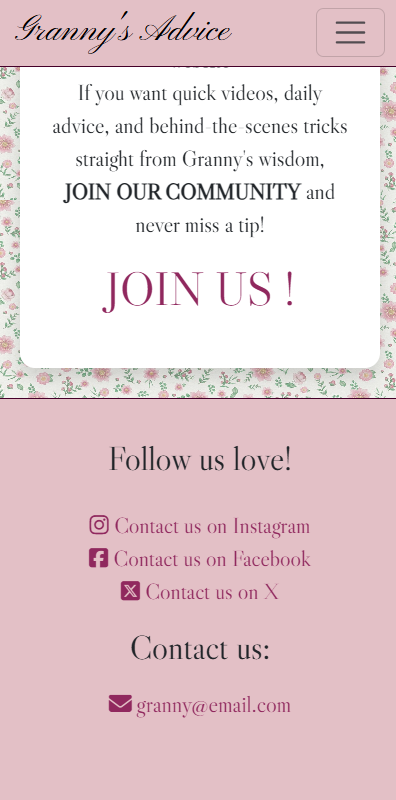 Granny's Advice
If you want quick videos, daily
advice, and behind-the-scenes tricks
straight from Granny's wisdom,
JOIN OUR COMMUNITY and
never miss a tip!
JOIN US !
Follow us love!
Contact us on Instagram
Contact us on Facebook
Contact us on X
Contact us:
granny@email.com